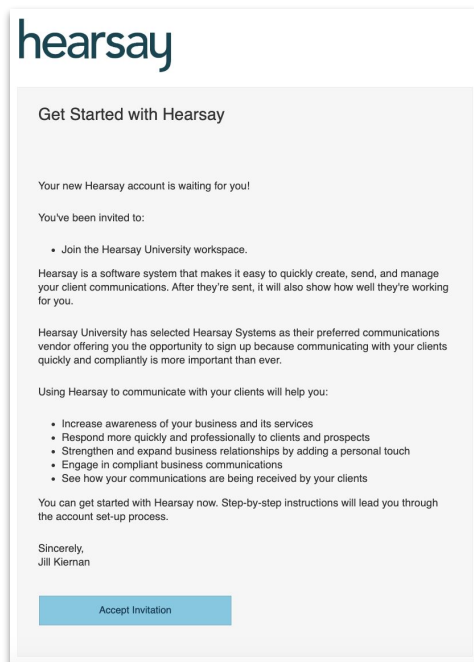 hearsay
Get Started with Hearsay
Your new Hearsay account is waiting for you!
You've been invited to:
• Join the Hearsay University workspace.
Hearsay is a software system that makes it easy to quickly create, send, and manage
your client communications. After they're sent, it will also show how well they're working
for you.
Hearsay University has selected Hearsay Systems as their preferred communications
vendor offering you the opportunity to sign up because communicating with your clients
quickly and compliantly is more important than ever.
Using Hearsay to communicate with your clients will help you:
• Increase awareness of your business and its services
• Respond more quickly and professionally to clients and prospects
• Strengthen and expand business relationships by adding a personal touch
• Engage in compliant business communications
• See how your communications are being received by your clients
You can get started with Hearsay now. Step-by-step instructions will lead you through
the account set-up process.
Sincerely,
Jill Kiernan
Accept Invitation